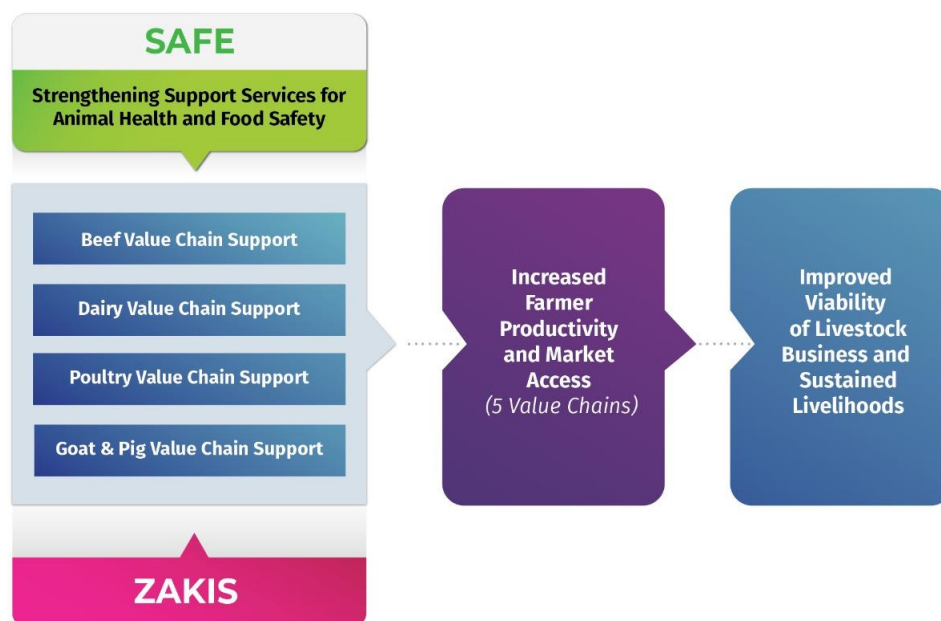 SAFE
Strengthening Support Services for
Animal Health and Food Safety
Beef Value Chain Support
Dairy Value Chain Support
Poultry Value Chain Support
Goat & Pig Value Chain Support
ZAKIS
Increased
Farmer
Productivity
and Market
Access
(5 Value Chains)
Improved
Viability
of Livestock
Business and
Sustained
Livelihoods